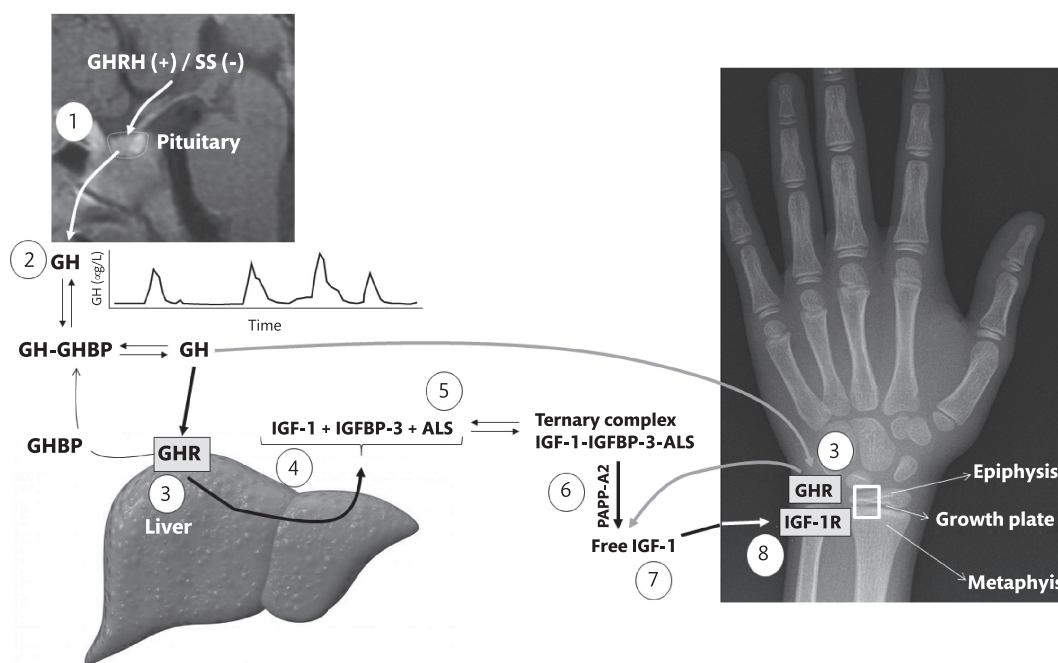 GHRH (+) / SS (-)
1
Pituitary
2
GH
GH (∝g/L)
Time
GH-GHBP
GH
5
IGF-1 + IGFBP-3 + ALS
Ternary complex
IGF-1-IGFBP-3-ALS
GHBP
GHR
4
3
Liver
6
PAPP-A2
Free IGF-1
7
3
GHR
IGF-1R
8
Epiphysis
Growth plate
Metaphyis